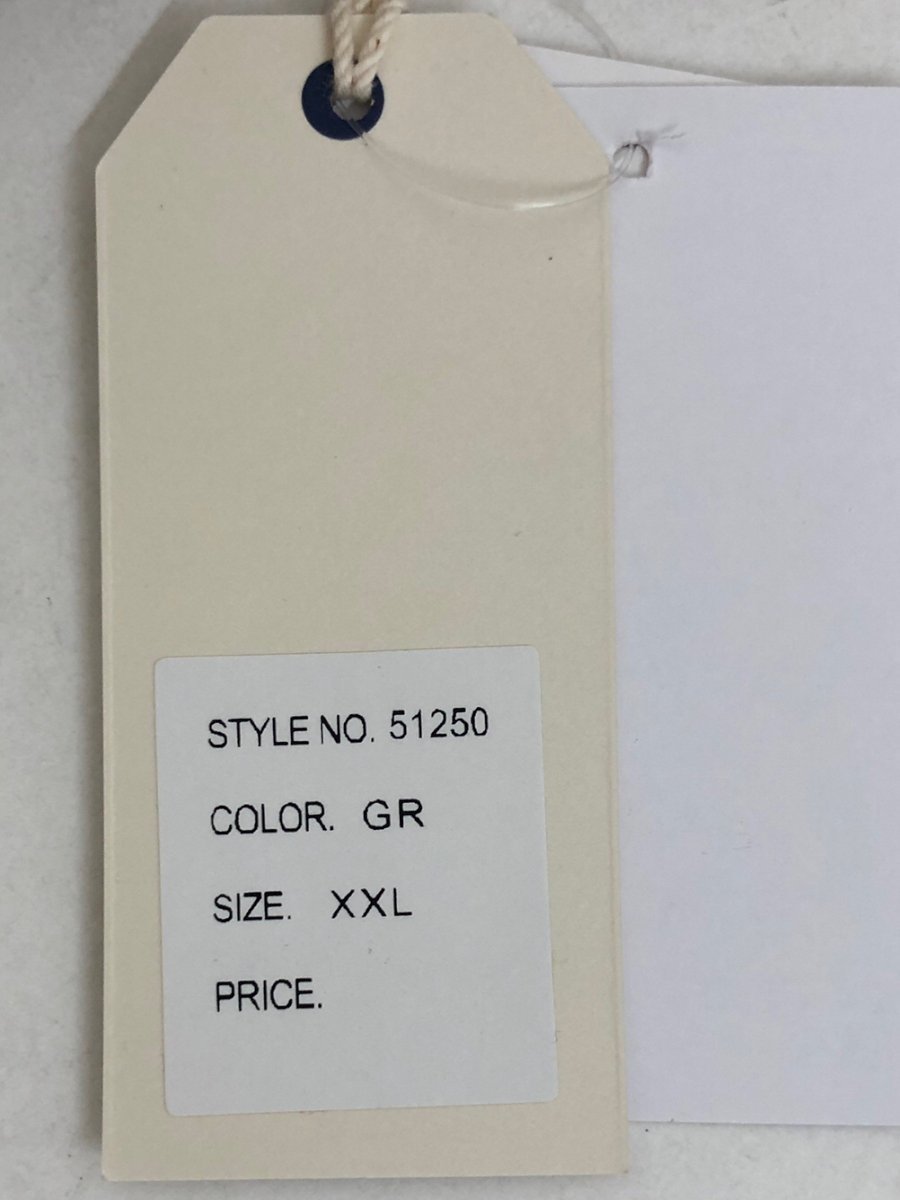 STYLE NO. 51250
COLOR. GR
SIZE. XXL
PRICE.